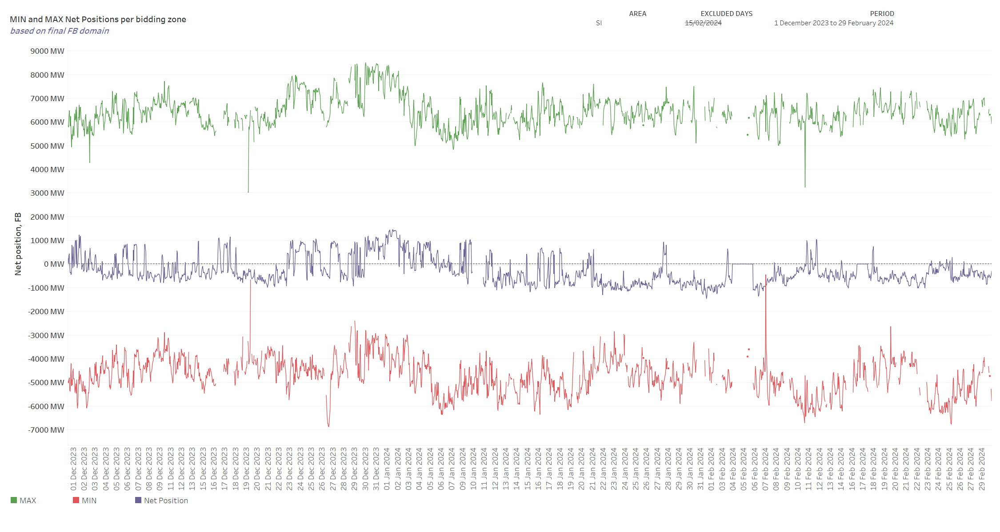 MIN and MAX Net Positions per bidding zone
based on final FB domain
AREA
SI
EXCLUDED DAYS
15/02/2024
PERIOD
1 December 2023 to 29 February 2024
Net position, FB
9000 MW
8000 MW
7000 MW
6000 MW
5000 MW
4000 MW
3000 MW
2000 MW
1000 MW
0 MW
-1000 MW
-2000 MW
-3000 MW
-4000 MW
-5000 MW
-6000 MW
-7000 MW
01 Dec 2023
02 Dec 2023
03 Dec 2023
04 Dec 2023
05 Dec 2023
06 Dec 2023
07 Dec 2023
08 Dec 2023
09 Dec 2023
11 Dec 2023
12 Dec 2023
13 Dec 2023
15 Dec 2023
16 Dec 2023
17 Dec 2023
18 Dec 2023
19 Dec 2023
20 Dec 2023
21 Dec 2023
22 Dec 2023
23 Dec 2023
24 Dec 2023
25 Dec 2023
26 Dec 2023
27 Dec 2023
28 Dec 2023
29 Dec 2023
30 Dec 2023
31 Dec 2023
01 Jan 2024
02 Jan 2024
03 Jan 2024
04 Jan 2024
05 Jan 2024
06 Jan 2024
07 Jan 2024
09 Jan 2024
10 Jan 2024
11 Jan 2024
12 Jan 2024
13 Jan 2024
14 Jan 2024
15 Jan 2024
16 Jan 2024
17 Jan 2024
18 Jan 2024
19 Jan 2024
20 Jan 2024
21 Jan 2024
22 Jan 2024
23 Jan 2024
24 Jan 2024
25 Jan 2024
26 Jan 2024
27 Jan 2024
28 Jan 2024
29 Jan 2024
30 Jan 2024
31 Jan 2024
01 Feb 2024
03 Feb 2024
04 Feb 2024
05 Feb 2024
06 Feb 2024
07 Feb 2024
08 Feb 2024
09 Feb 2024
10 Feb 2024
11 Feb 2024
12 Feb 2024
13 Feb 2024
14 Feb 2024
16 Feb 2024
17 Feb 2024
18 Feb 2024
19 Feb 2024
20 Feb 2024
21 Feb 2024
22 Feb 2024
23 Feb 2024
24 Feb 2024
25 Feb 2024
26 Feb 2024
27 Feb 2024
29 Feb 2024
MAX
MIN
Net Position